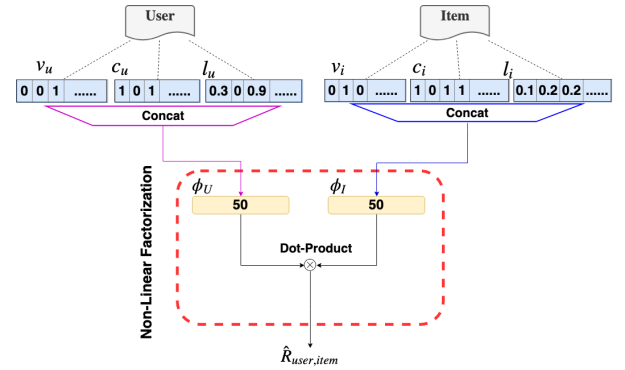 User Item
v_u c_u l_u v_i c_i l_i
0 0 1 ...... 1 0 1 ...... 0.3 0 0.9 ...... 0 1 0 ...... 1 0 1 1 ...... 0.1 0.2 0.2 ......
Concat Concat
Non-Linear Factorization
ϕ_U ϕ_I
50 50
Dot-Product
R̂_{user,item}